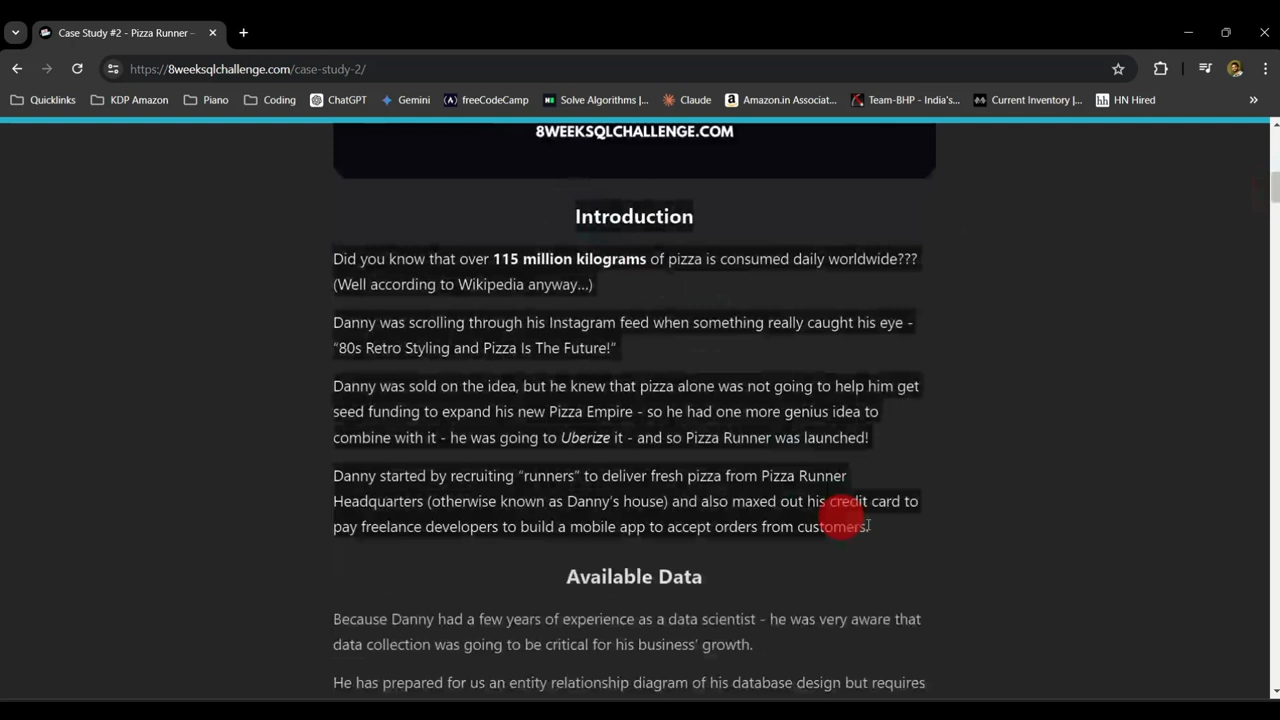 Case Study #2 - Pizza Runner –
https://8weeksqlchallenge.com/case-study-2/
Quicklinks KDP Amazon Piano Coding ChatGPT Gemini freeCodeCamp Solve Algorithms |... Claude Amazon.in Associat... Team-BHP - India's... Current Inventory |... HN Hired
8WEEKSQLCHALLENGE.COM
Introduction
Did you know that over 115 million kilograms of pizza is consumed daily worldwide???
(Well according to Wikipedia anyway…)
Danny was scrolling through his Instagram feed when something really caught his eye -
“80s Retro Styling and Pizza Is The Future!”
Danny was sold on the idea, but he knew that pizza alone was not going to help him get
seed funding to expand his new Pizza Empire - so he had one more genius idea to
combine with it - he was going to Uberize it - and so Pizza Runner was launched!
Danny started by recruiting “runners” to deliver fresh pizza from Pizza Runner
Headquarters (otherwise known as Danny’s house) and also maxed out his credit card to
pay freelance developers to build a mobile app to accept orders from customers.
Available Data
Because Danny had a few years of experience as a data scientist - he was very aware that
data collection was going to be critical for his business’ growth.
He has prepared for us an entity relationship diagram of his database design but requires